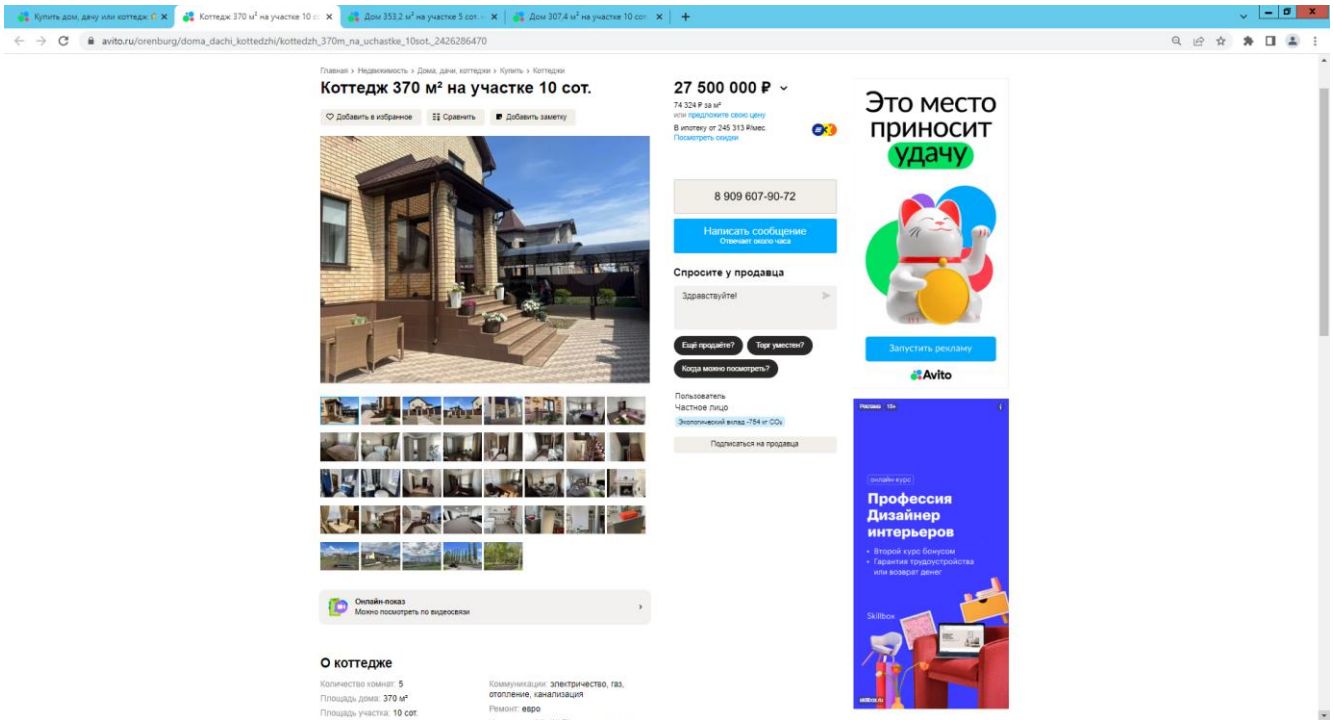 Купить дом, дачу или коттедж
Коттедж 370 м² на участке 10 со
Дом 353,2 м² на участке 5 сот.
Дом 307,4 м² на участке 10 сот
avito.ru/orenburg/doma_dachi_kottedzhi/kottedzh_370m_na_uchastke_10sot._2426286470
Главная > Недвижимость > Дома, дачи, коттеджи > Купить > Коттеджи
Коттедж 370 м² на участке 10 сот.
Добавить в избранное
Сравнить
Добавить заметку
27 500 000 ₽
74 324 ₽ за м²
или предложите свою цену
В ипотеку от 245 313 ₽/мес.
Посмотреть скидки
8 909 607-90-72
Написать сообщение
Отвечает около часа
Спросите у продавца
Здравствуйте!
Ещё продаёте?
Торг уместен?
Когда можно посмотреть?
Пользователь
Частное лицо
Экологический вклад -754 кг CO₂
Подписаться на продавца
Онлайн-показ
Можно посмотреть по видеосвязи
О коттедже
Количество комнат: 5
Площадь дома: 370 м²
Площадь участка: 10 сот.
Коммуникации: электричество, газ,
отопление, канализация
Ремонт: евро
Это место
приносит
удачу
Запустить рекламу
Avito
Реклама
онлайн-курс
Профессия
Дизайнер
интерьеров
• Второй курс бонусом
• Гарантия трудоустройства
или возврат денег
Skillbox
skillbox.ru